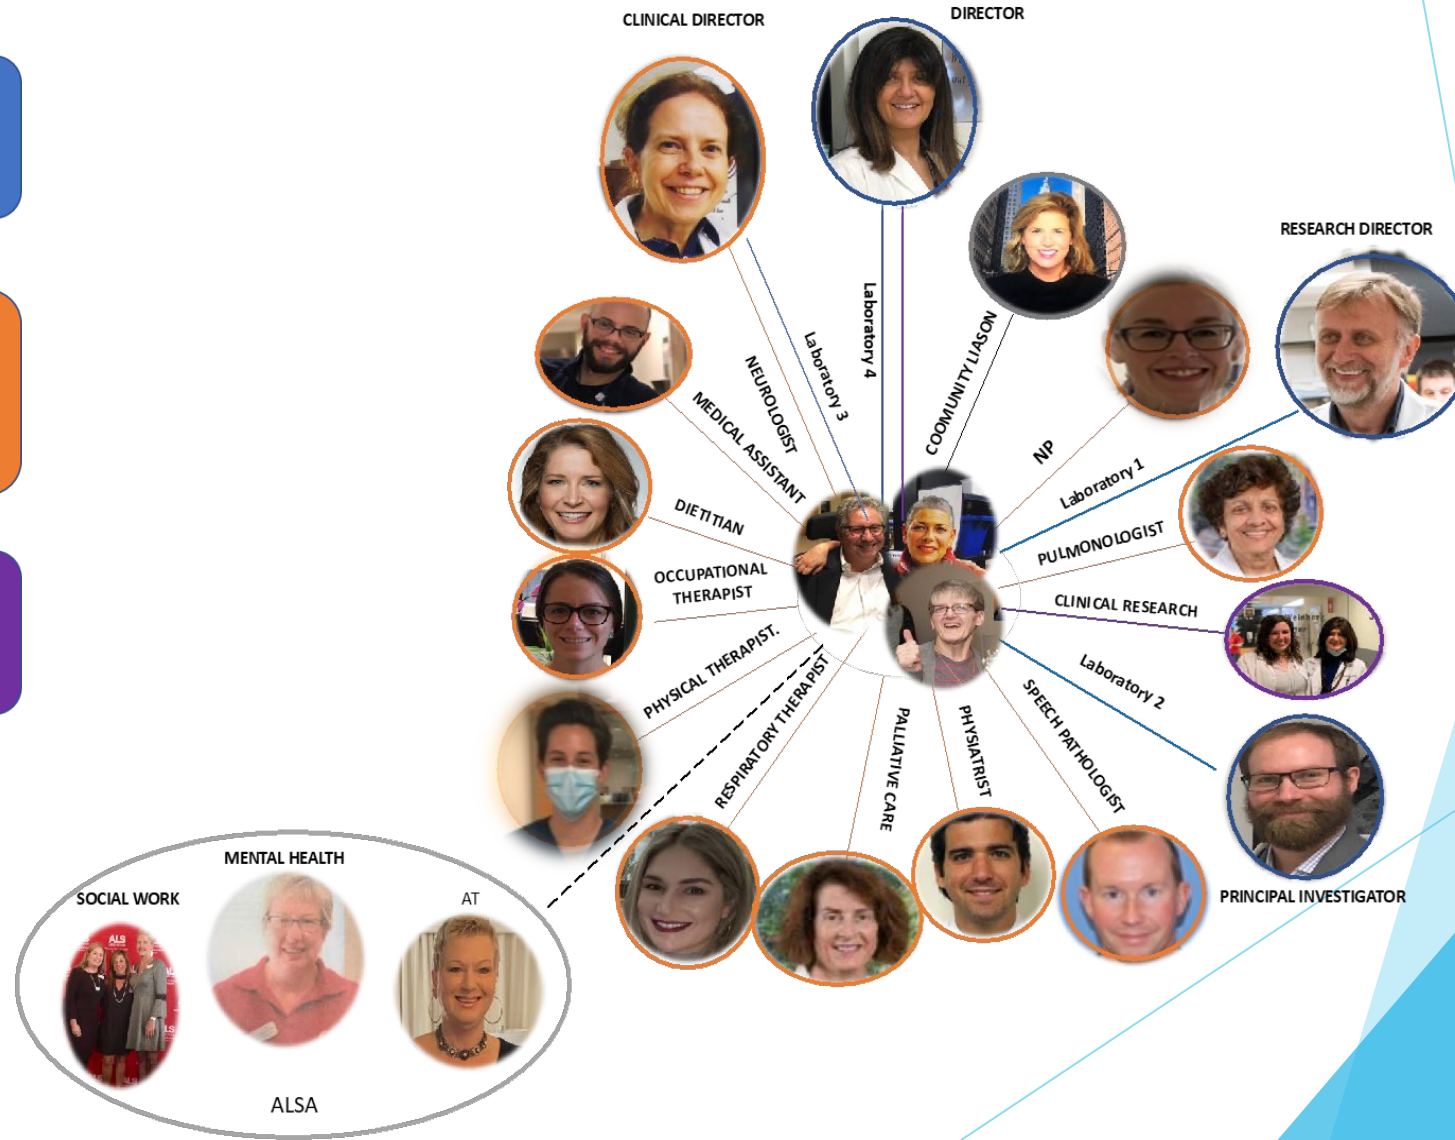 DIRECTOR
CLINICAL DIRECTOR
RESEARCH DIRECTOR
Laboratory 4
Laboratory 3
COOMUNITY LIASON
NEUROLOGIST
MEDICAL ASSISTANT
NP
Laboratory 1
DIETITIAN
PULMONOLOGIST
OCCUPATIONAL
THERAPIST
CLINICAL RESEARCH
PHYSICAL THERAPIST.
Laboratory 2
RESPIRATORY THERAPIST
PALLIATIVE CARE
PHYSIATRIST
SPEECH PATHOLOGIST
MENTAL HEALTH
SOCIAL WORK
AT
PRINCIPAL INVESTIGATOR
ALS
ALSA